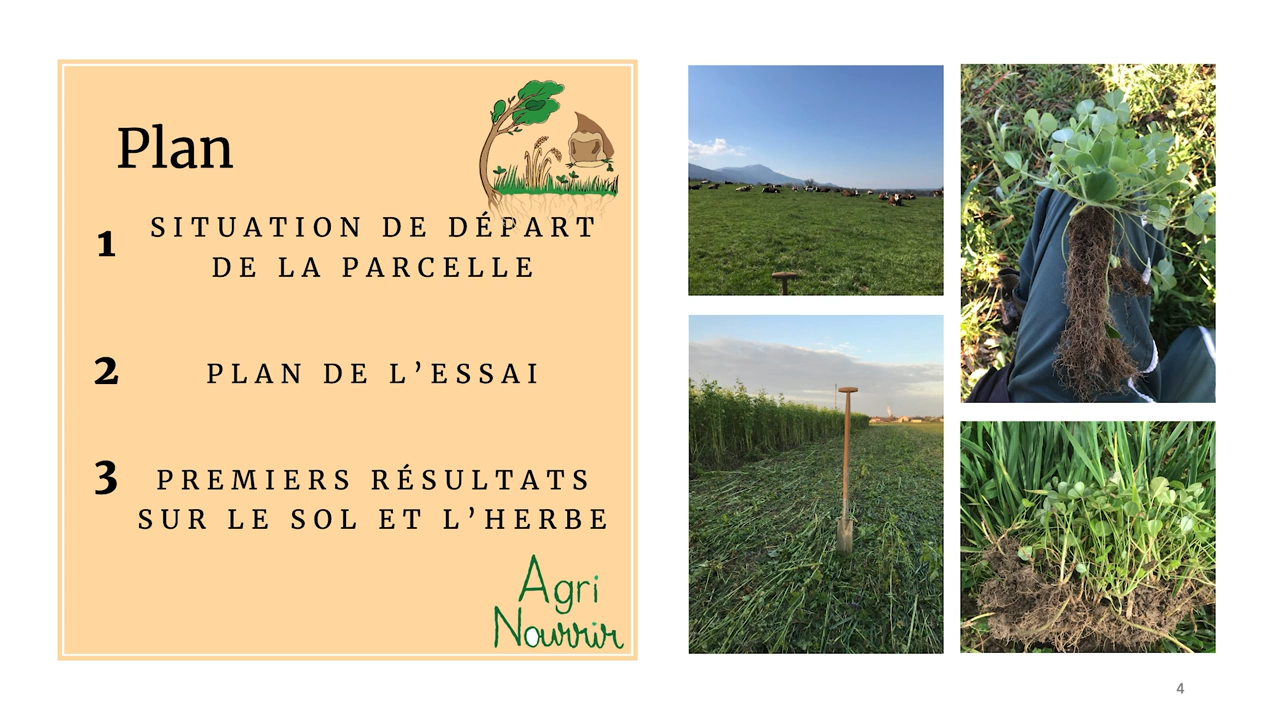 Plan
1 SITUATION DE DÉPART
DE LA PARCELLE
2 PLAN DE L’ESSAI
3 PREMIERS RÉSULTATS
SUR LE SOL ET L’HERBE
Agri
Nourrir
4